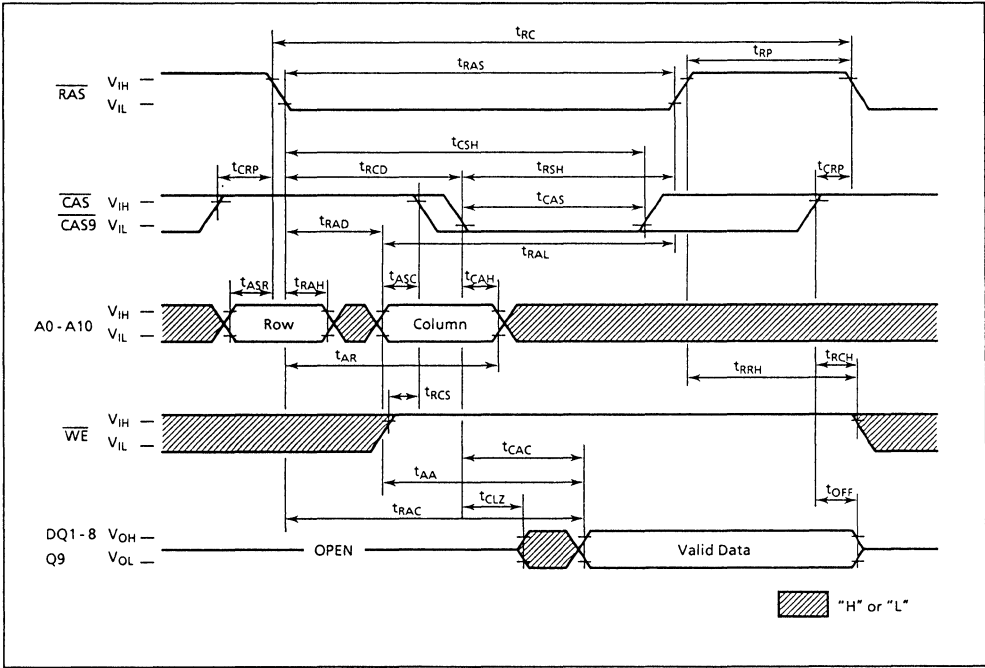 tRC
tRP
tRAS
RAS VIH
VIL
tCSH
tCRP tRCD tRSH tCRP
CAS VIH
CAS9 VIL
tCAS
tRAD
tRAL
tASR tRAH tASC tCAH
A0 - A10 VIH
VIL
Row Column
tAR
tRCS tRRH tRCH
WE VIH
VIL
tCAC
tAA
tCLZ tOFF
tRAC
DQ1 - 8 VOH
Q9 VOL
OPEN Valid Data
"H" or "L"